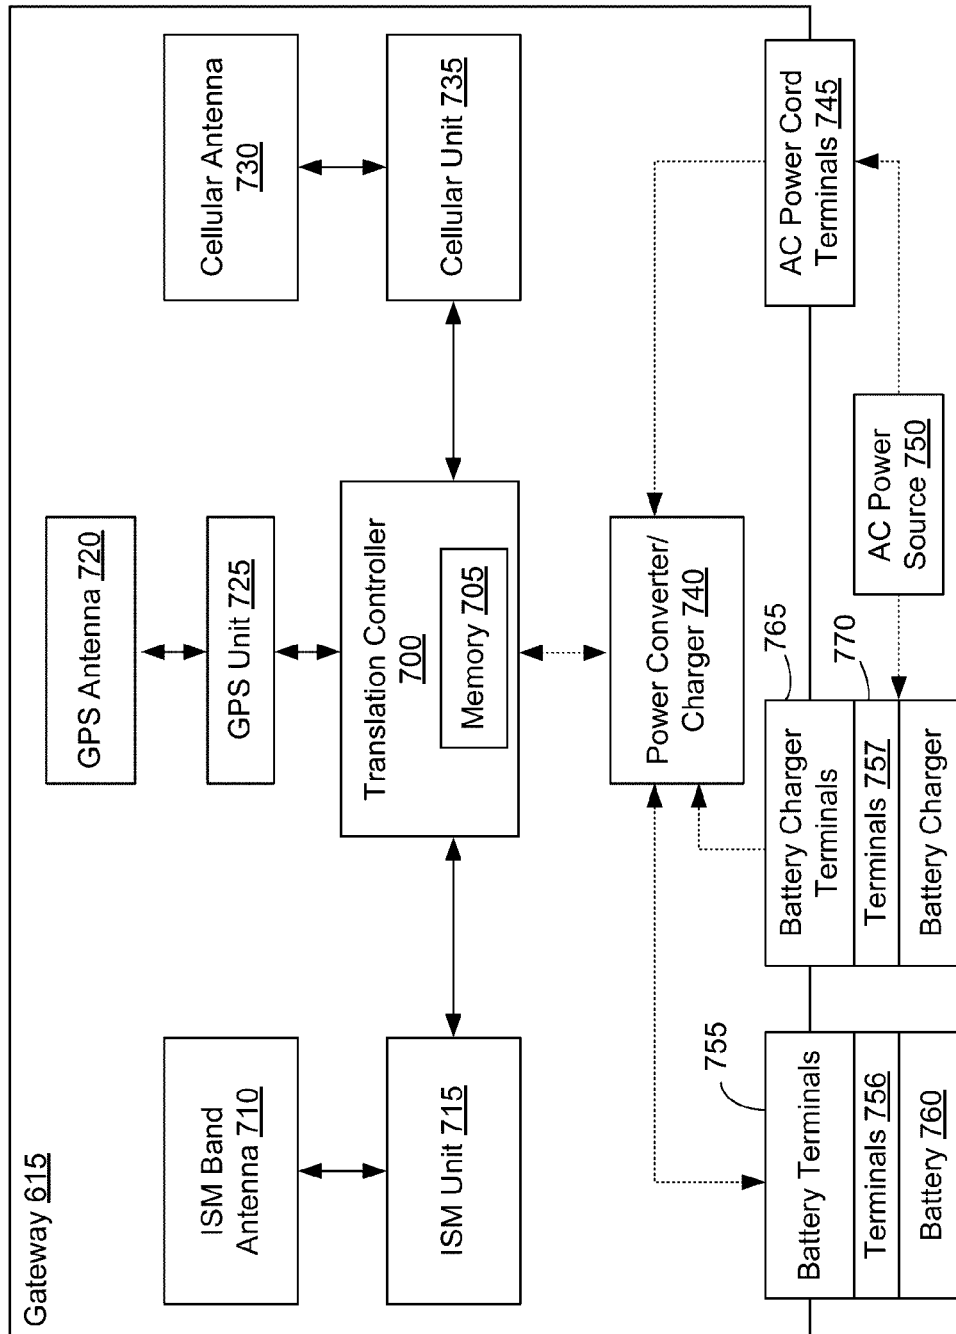 Gateway 615
GPS Antenna 720
GPS Unit 725
ISM Band
Antenna 710
ISM Unit 715
Cellular Antenna
730
Cellular Unit 735
Translation Controller
700
Memory 705
Power Converter/
Charger 740
755
Battery Terminals
Terminals 756
Battery 760
765
Battery Charger
Terminals
770
Terminals 757
Battery Charger
AC Power
Source 750
AC Power Cord
Terminals 745